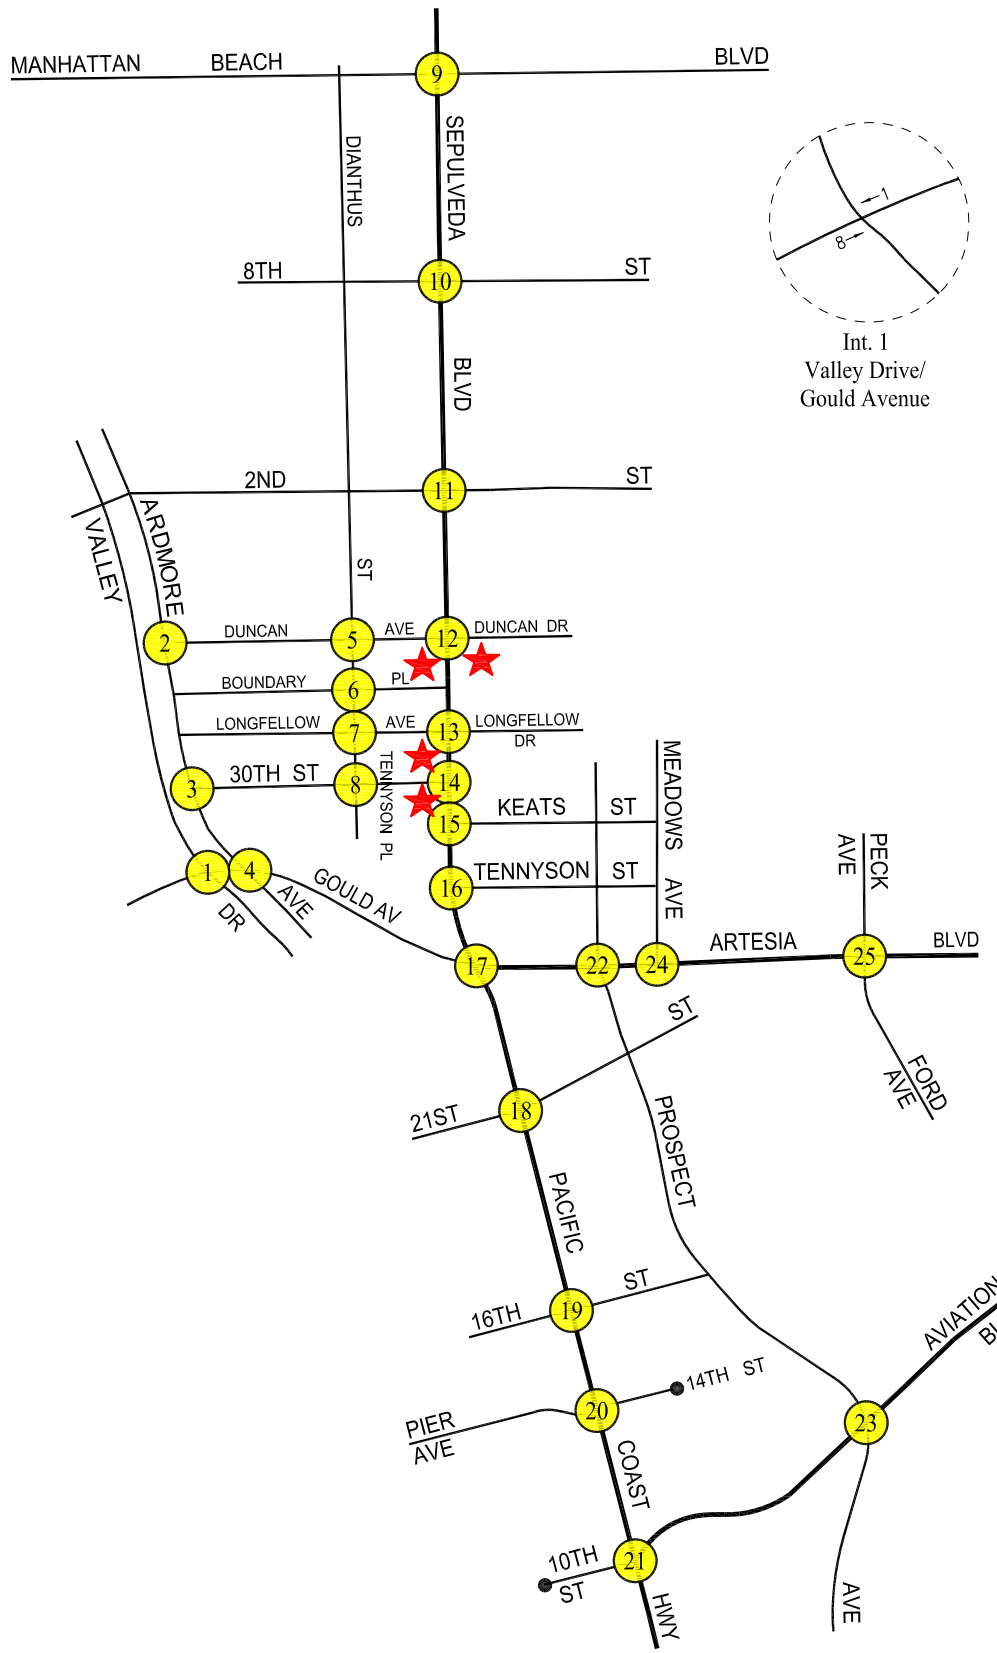 MANHATTAN BEACH BLVD
9
SEPULVEDA
DIANTHUS
1
8
8TH ST
10
Int. 1
Valley Drive/
Gould Avenue
BLVD
2ND ST
11
VALLEY
ARDMORE
ST
2
DUNCAN
5
AVE
12
DUNCAN DR
BOUNDARY
6
PL
LONGFELLOW
7
AVE
13
LONGFELLOW
DR
3
30TH ST
8
TENNYSON PL
14
MEADOWS
AVE
15
KEATS ST
16
TENNYSON ST
1
4
DR
AVE
GOULD AV
PECK
AVE
17
22
24
ARTESIA
25
BLVD
ST
21ST
18
FORD
AVE
PROSPECT
PACIFIC
16TH
19
ST
AVIATION
14TH ST
PIER
AVE
20
23
COAST
10TH
ST
21
HWY
AVE